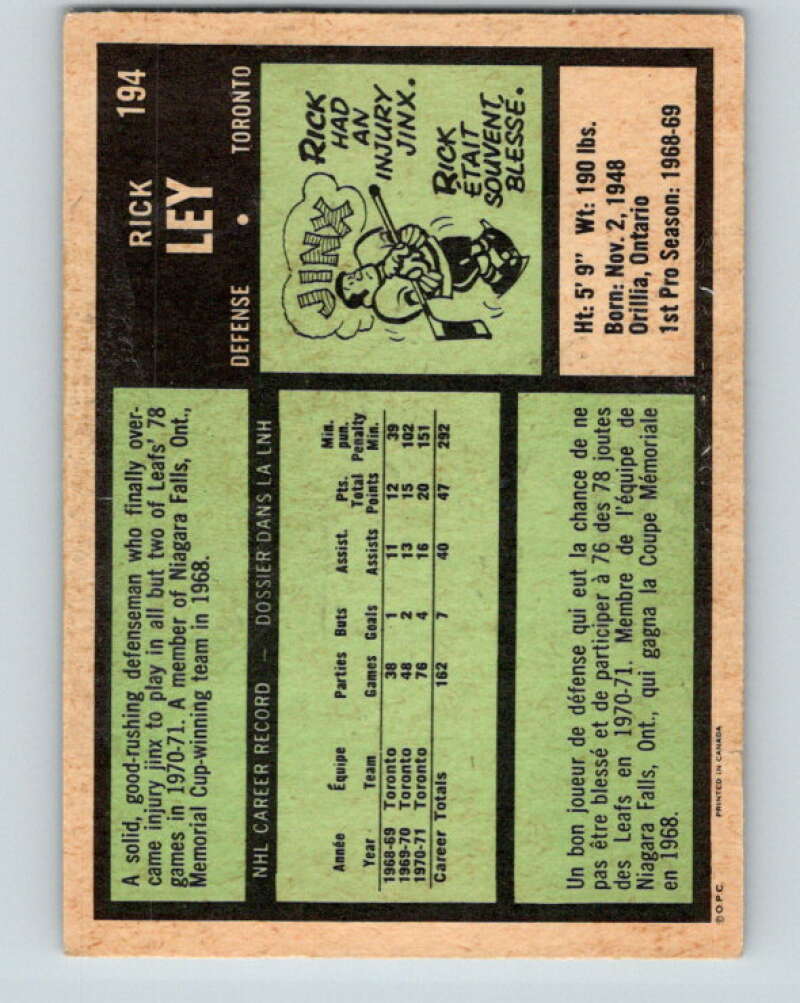 RICK 194
LEY
DEFENSE • TORONTO
A solid, good-rushing defenseman who finally over-
came injury jinx to play in all but two of Leafs' 78
games in 1970-71. A member of Niagara Falls, Ont.,
Memorial Cup-winning team in 1968.
JINX
RICK
HAD
AN
INJURY
JINX.
RICK
ÉTAIT
SOUVENT
BLESSE.
NHL CAREER RECORD – DOSSIER DANS LA LNH
Année Équipe Parties Buts Assist. Pts. Min. pun.
Year Team Games Goals Assists Total Points Penalty Min.
1968-69 Toronto 38 1 11 12 39
1969-70 Toronto 48 2 13 15 102
1970-71 Toronto 76 4 16 20 151
Career Totals 162 7 40 47 292
Ht: 5' 9" Wt: 190 lbs.
Born: Nov. 2, 1948
Orillia, Ontario
1st Pro Season: 1968-69
Un bon joueur de défense qui eut la chance de ne
pas être blessé et de participer à 76 des 78 joutes
des Leafs en 1970-71. Membre de l'équipe de
Niagara Falls, Ont., qui gagna la Coupe Mémoriale
en 1968.
© O.P.C. PRINTED IN CANADA